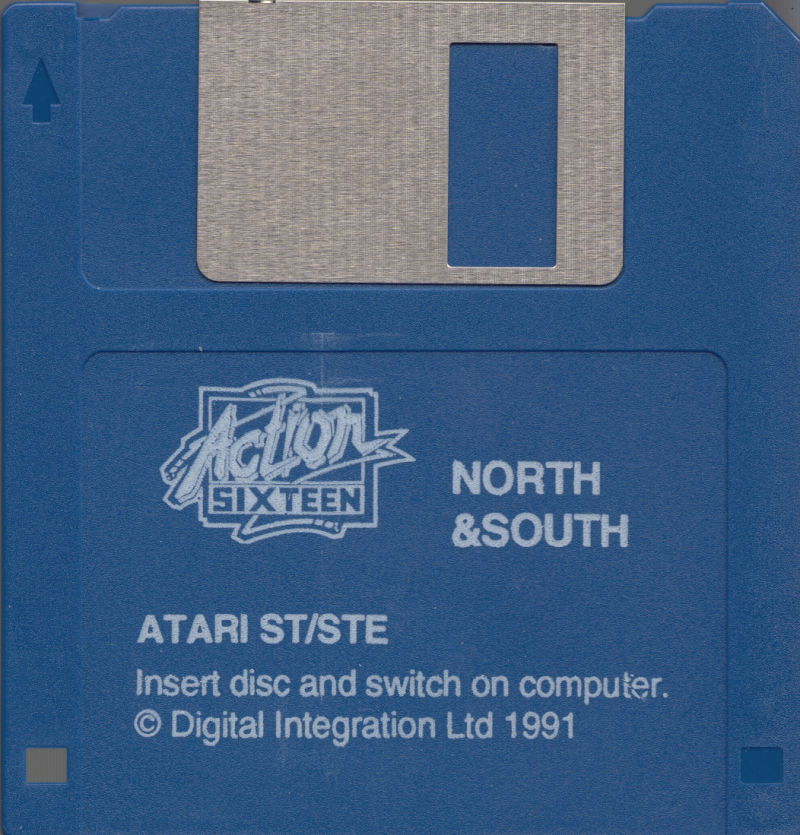 Action
SIXTEEN
NORTH
&SOUTH
ATARI ST/STE
Insert disc and switch on computer.
© Digital Integration Ltd 1991